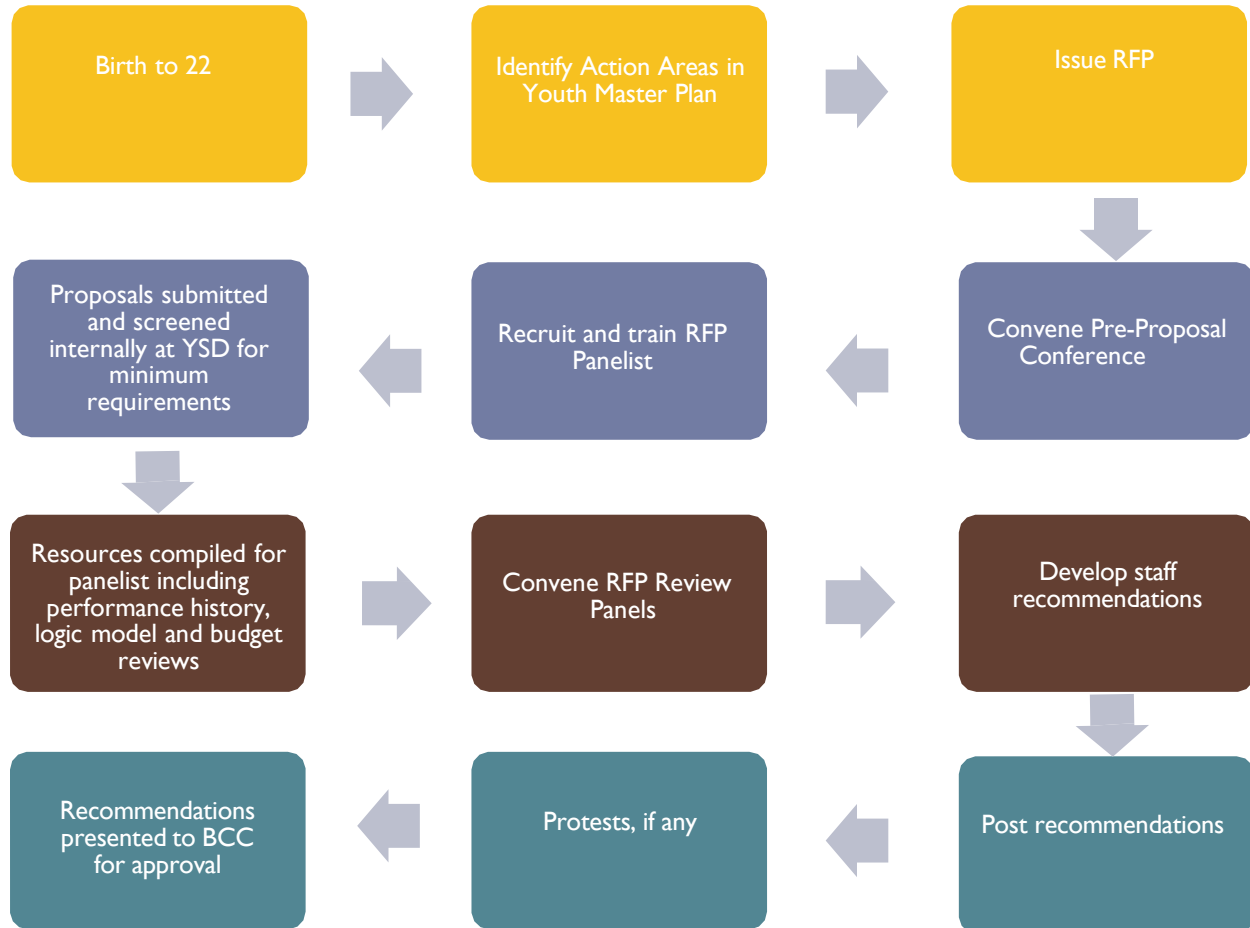 Birth to 22
Identify Action Areas in
Youth Master Plan
Issue RFP
Convene Pre-Proposal
Conference
Recruit and train RFP
Panelist
Proposals submitted
and screened
internally at YSD for
minimum
requirements
Resources compiled for
panelist including
performance history,
logic model and budget
reviews
Convene RFP Review
Panels
Develop staff
recommendations
Post recommendations
Protests, if any
Recommendations
presented to BCC
for approval